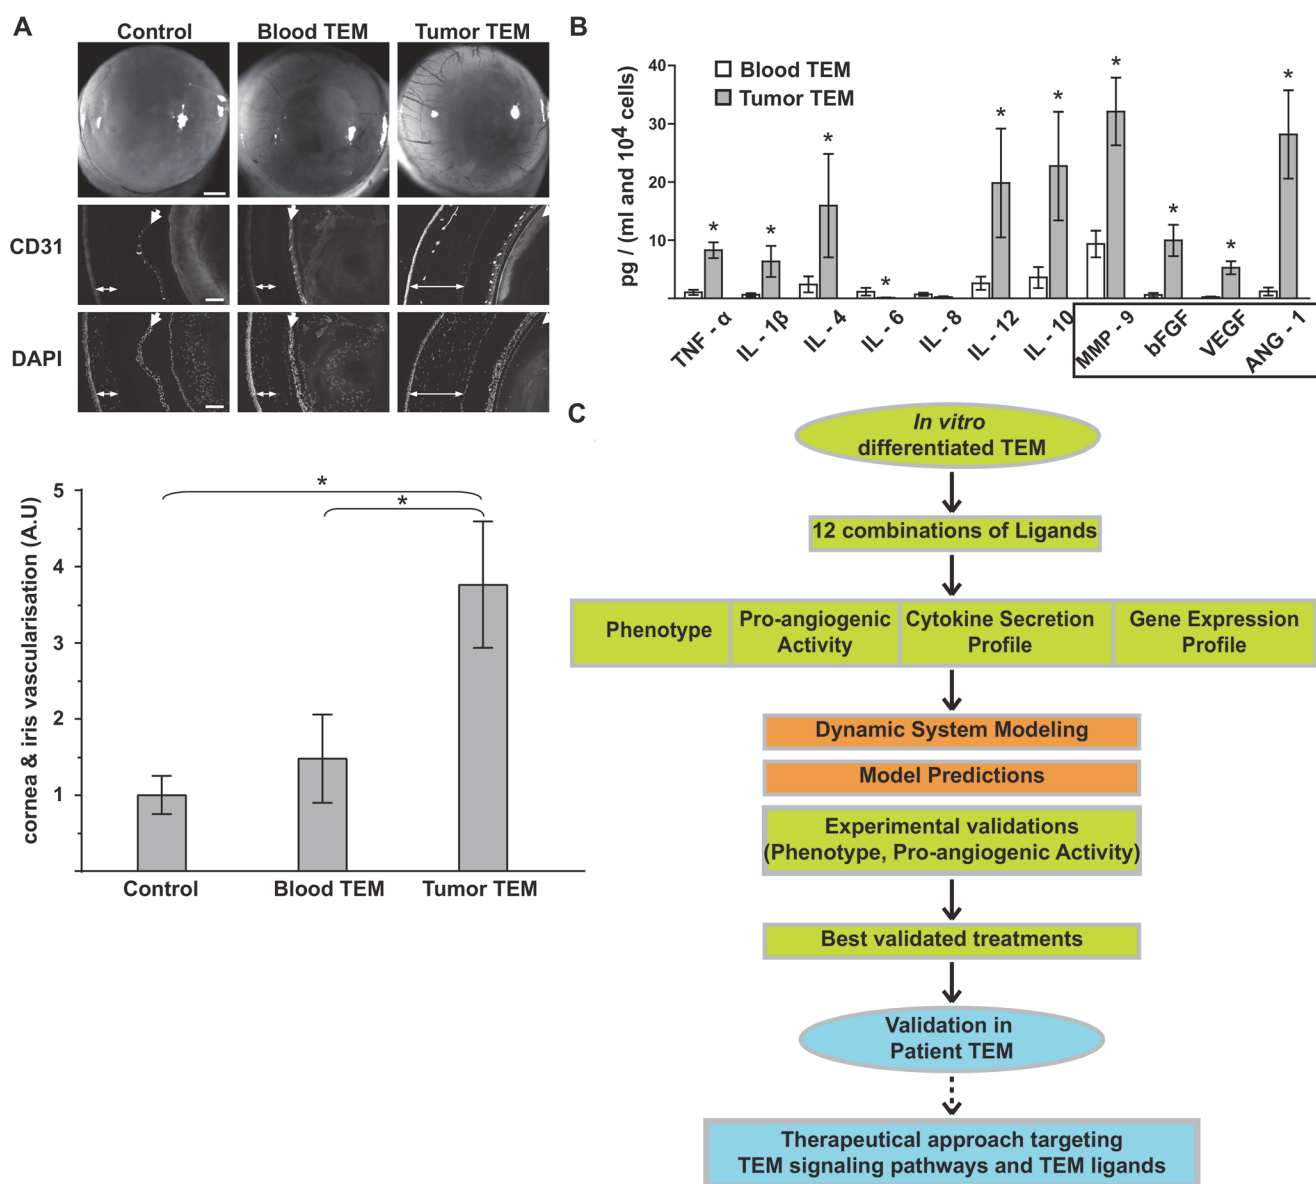 A
Control
Blood TEM
Tumor TEM
CD31
DAPI
cornea & iris vascularisation (A.U)
5
4
3
2
1
*
*
Control
Blood TEM
Tumor TEM
B
pg / (ml and 10⁴ cells)
40
30
20
10
Blood TEM
Tumor TEM
*
*
*
*
*
*
*
*
*
*
TNF - α
IL - 1β
IL - 4
IL - 6
IL - 8
IL - 12
IL - 10
MMP - 9
bFGF
VEGF
ANG - 1
C
In vitro
differentiated TEM
12 combinations of Ligands
Phenotype
Pro-angiogenic
Activity
Cytokine Secretion
Profile
Gene Expression
Profile
Dynamic System Modeling
Model Predictions
Experimental validations
(Phenotype, Pro-angiogenic Activity)
Best validated treatments
Validation in
Patient TEM
Therapeutical approach targeting
TEM signaling pathways and TEM ligands